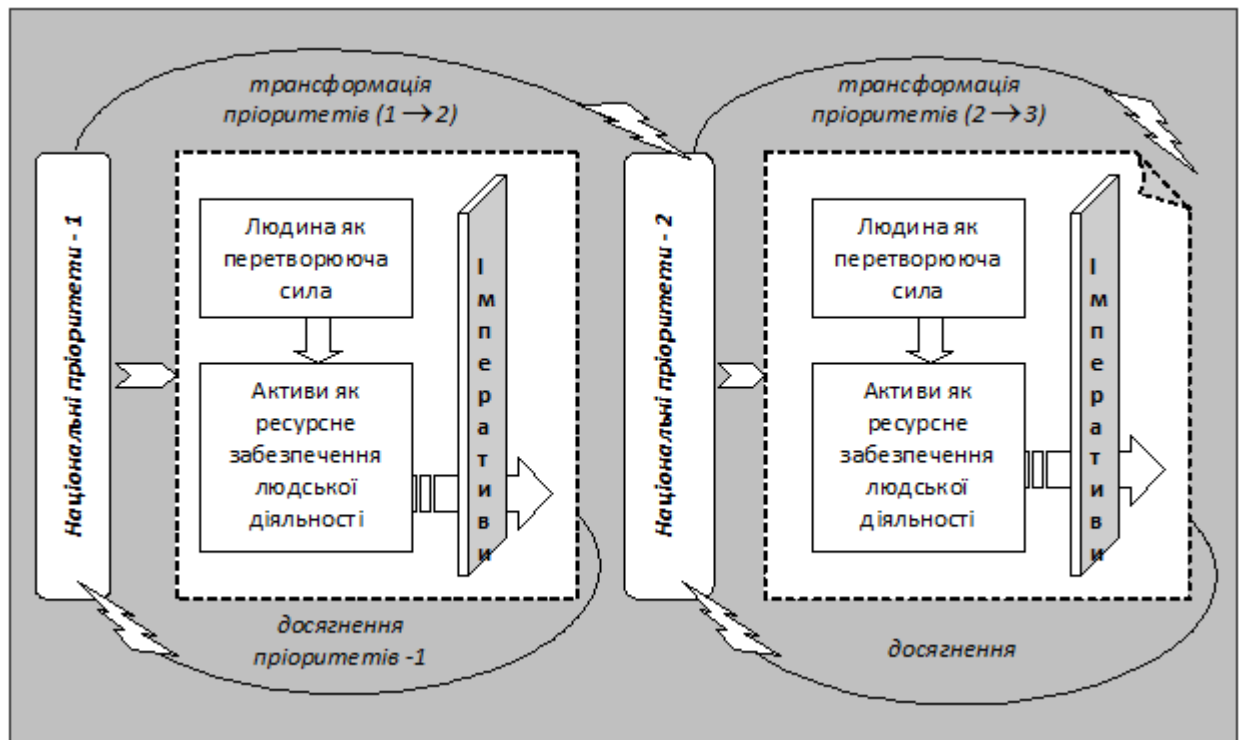 трансформація
пріоритетів (1 → 2)
трансформація
пріоритетів (2 → 3)
Національні пріоритети - 1
Людина як
перетворююча
сила
Активи як
ресурсне
забезпечення
людської
діяльності
Імперативи
досягнення
пріоритетів -1
Національні пріоритети - 2
Людина як
перетворююча
сила
Активи як
ресурсне
забезпечення
людської
діяльності
Імперативи
досягнення